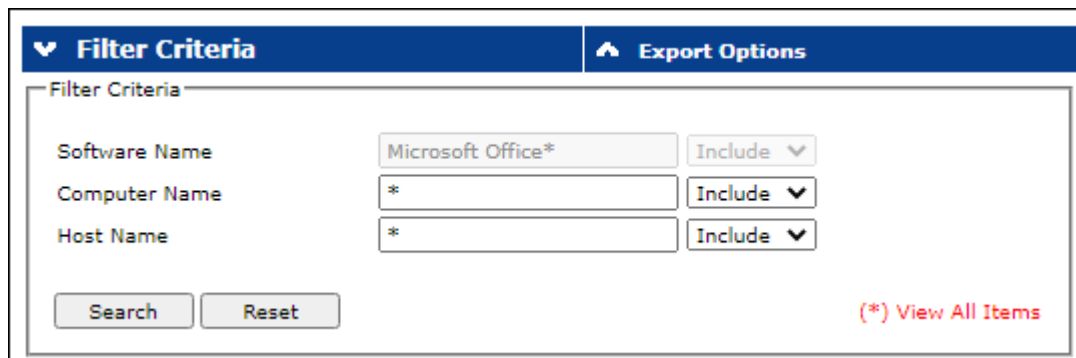 Filter Criteria
Export Options
Filter Criteria
Software Name Microsoft Office* Include
Computer Name * Include
Host Name * Include
Search Reset (*) View All Items